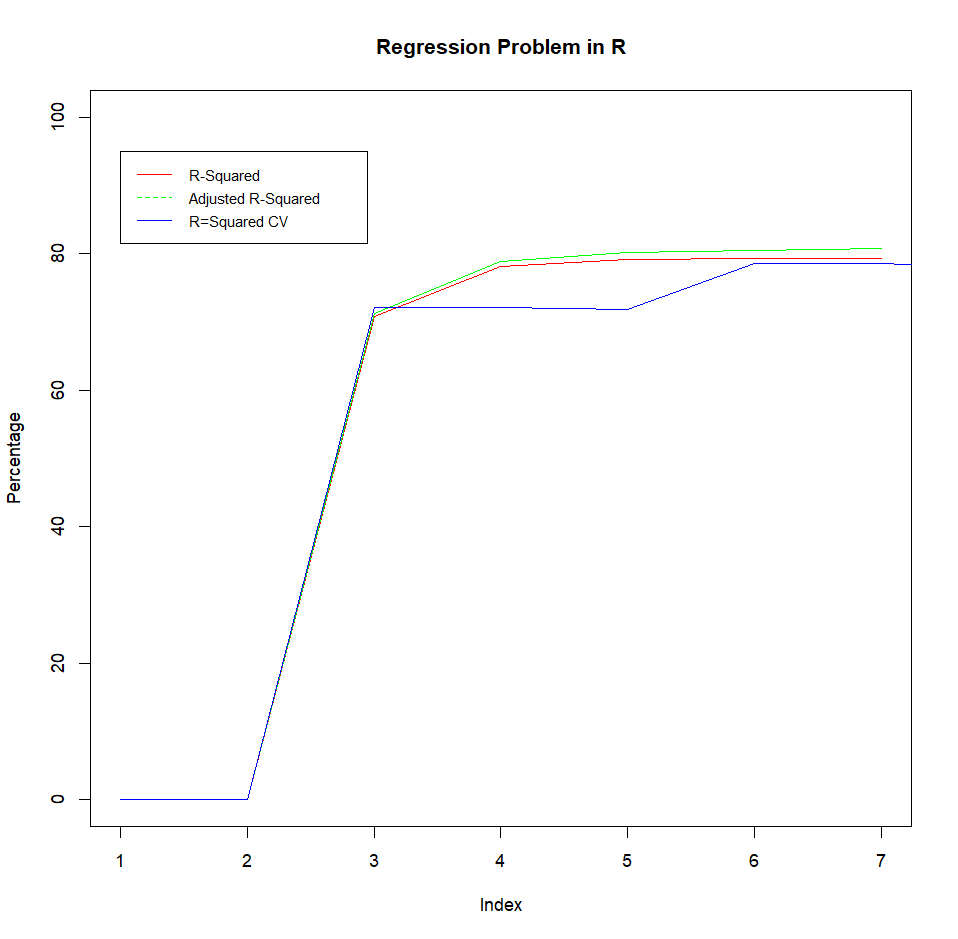 Regression Problem in R
100
80
60
40
20
0
Percentage
R-Squared
Adjusted R-Squared
R=Squared CV
1 2 3 4 5 6 7
Index